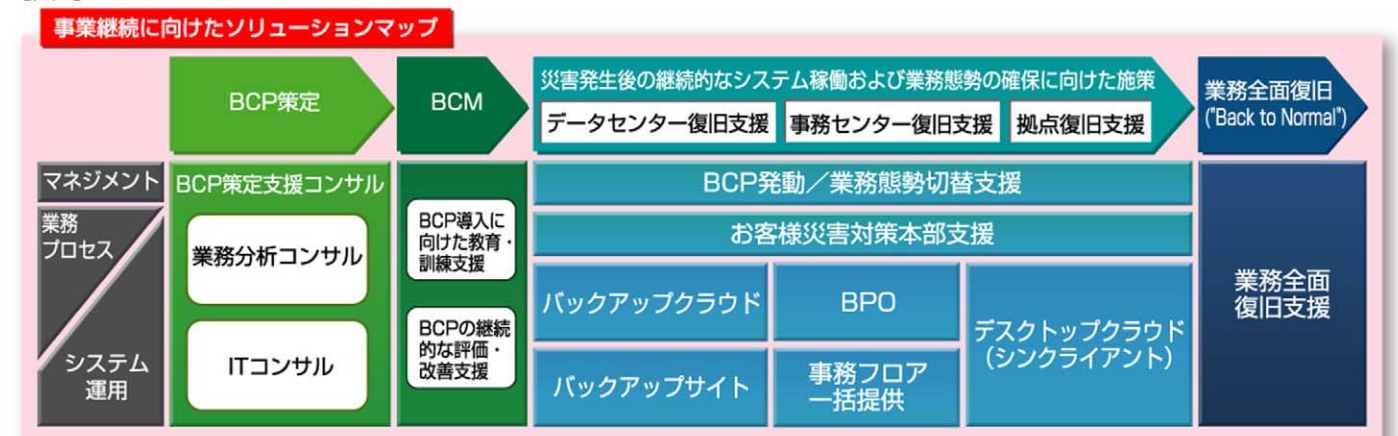 事業継続に向けたソリューションマップ
BCP策定
BCM
災害発生後の継続的なシステム稼働および業務態勢の確保に向けた施策
データセンター復旧支援
事務センター復旧支援
拠点復旧支援
業務全面復旧
("Back to Normal")
マネジメント
業務
プロセス
システム
運用
BCP策定支援コンサル
業務分析コンサル
ITコンサル
BCP導入に
向けた教育・
訓練支援
BCPの継続
的な評価・
改善支援
BCP発動／業務態勢切替支援
お客様災害対策本部支援
バックアップクラウド
BPO
デスクトップクラウド
（シンクライアント）
バックアップサイト
事務フロア
一括提供
業務全面
復旧支援